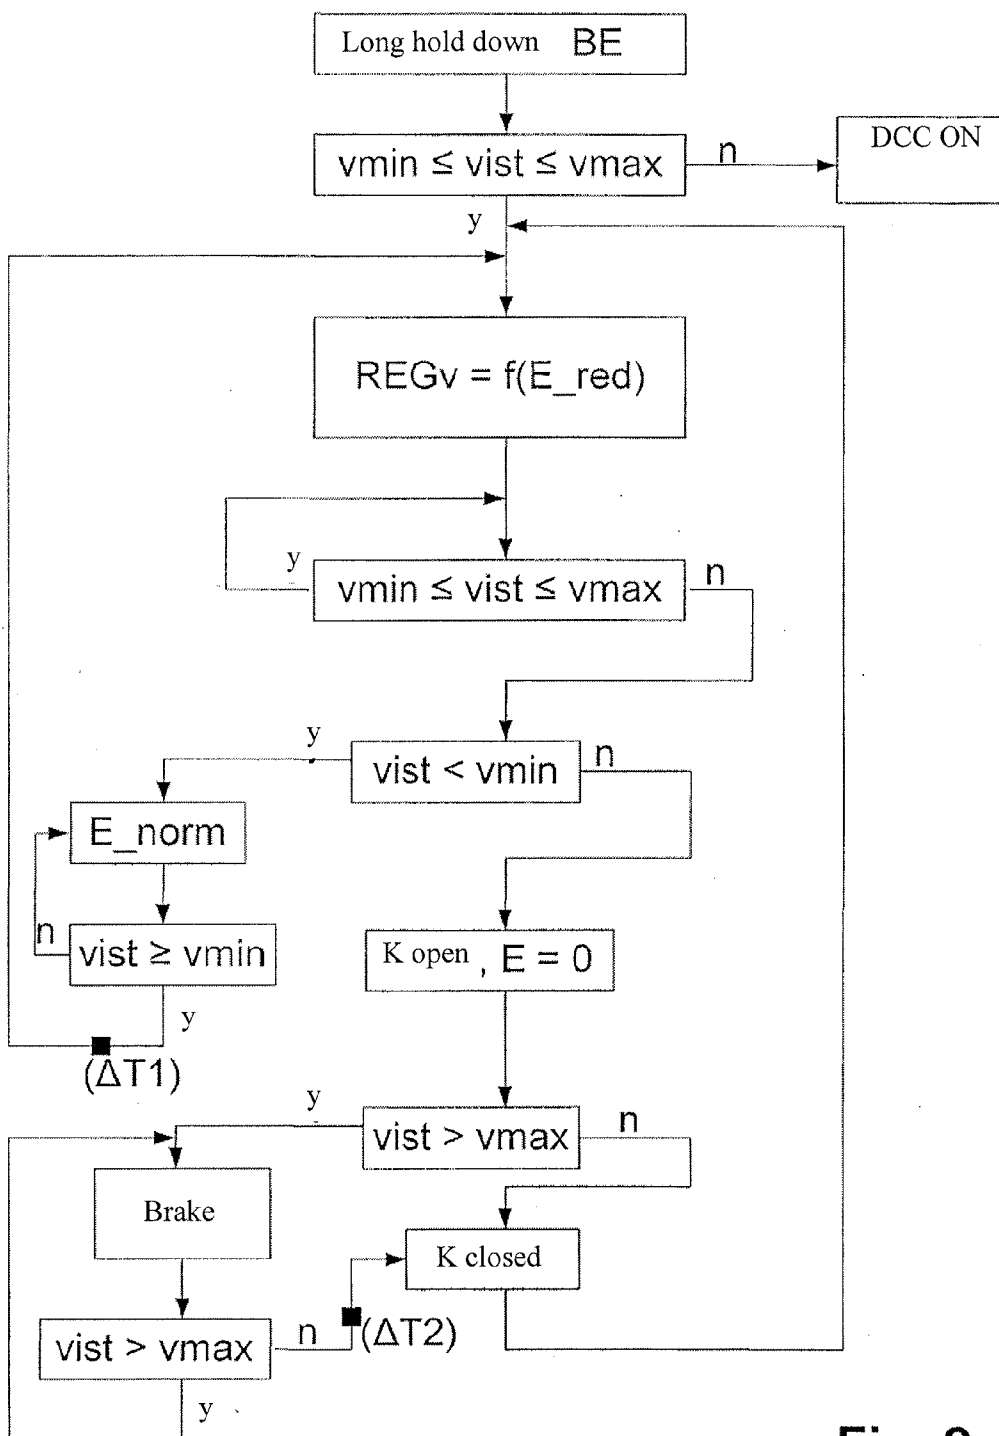 Long hold down BE
vmin ≤ vist ≤ vmax
n
DCC ON
y
REGv = f(E_red)
y
vmin ≤ vist ≤ vmax
n
y
vist < vmin
n
E_norm
n
vist ≥ vmin
K open , E = 0
y
(ΔT1)
y
vist > vmax
n
Brake
K closed
vist > vmax
n
(ΔT2)
y